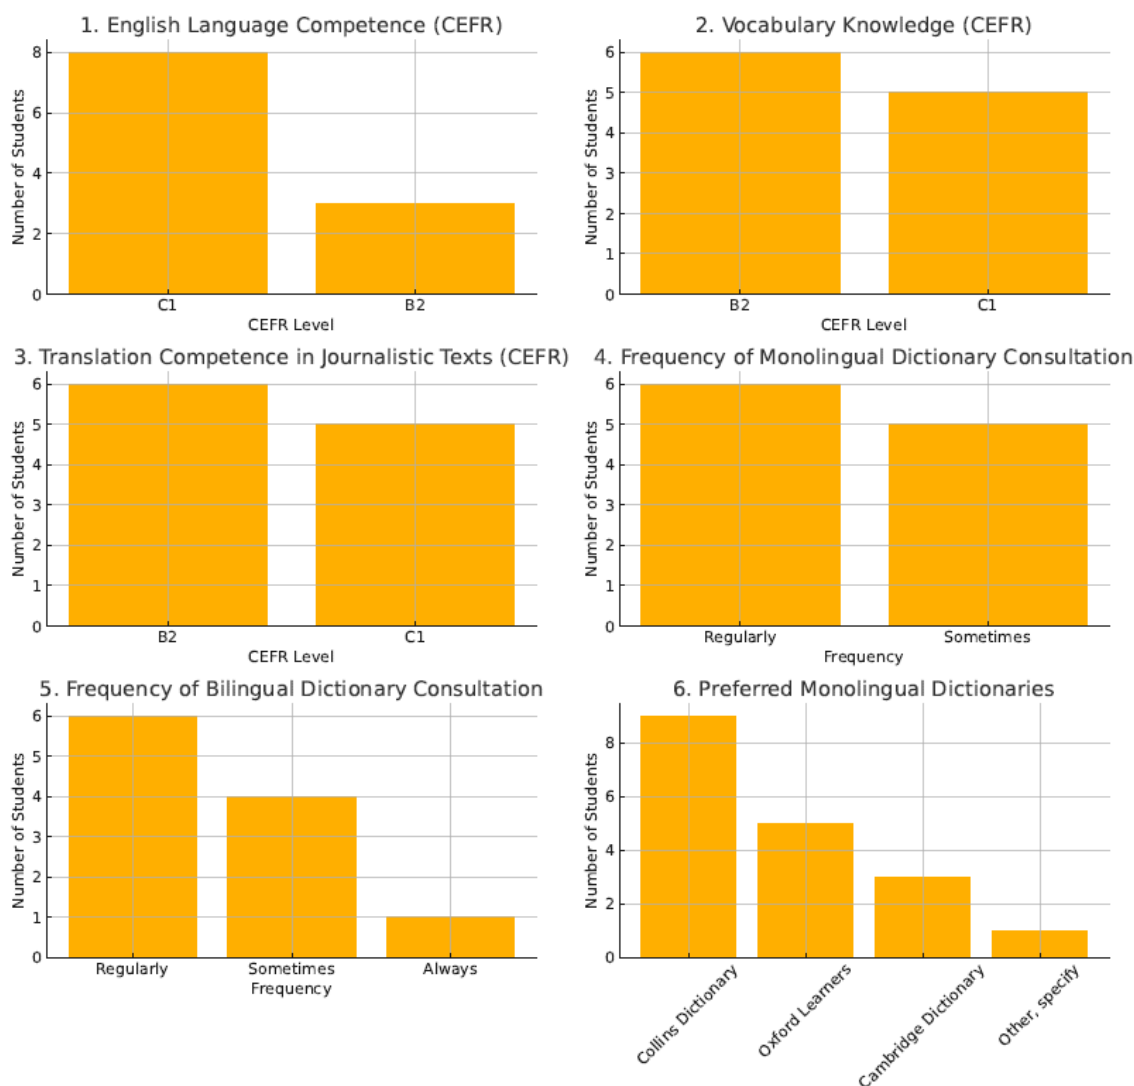 1. English Language Competence (CEFR)
Number of Students
8
6
4
2
0
C1
B2
CEFR Level
2. Vocabulary Knowledge (CEFR)
Number of Students
6
5
4
3
2
1
0
B2
C1
CEFR Level
3. Translation Competence in Journalistic Texts (CEFR)
Number of Students
6
5
4
3
2
1
0
B2
C1
CEFR Level
4. Frequency of Monolingual Dictionary Consultation
Number of Students
6
5
4
3
2
1
0
Regularly
Sometimes
Frequency
5. Frequency of Bilingual Dictionary Consultation
Number of Students
6
5
4
3
2
1
0
Regularly
Sometimes
Always
Frequency
6. Preferred Monolingual Dictionaries
Number of Students
8
6
4
2
0
Collins Dictionary
Oxford Learners
Cambridge Dictionary
Other, specify